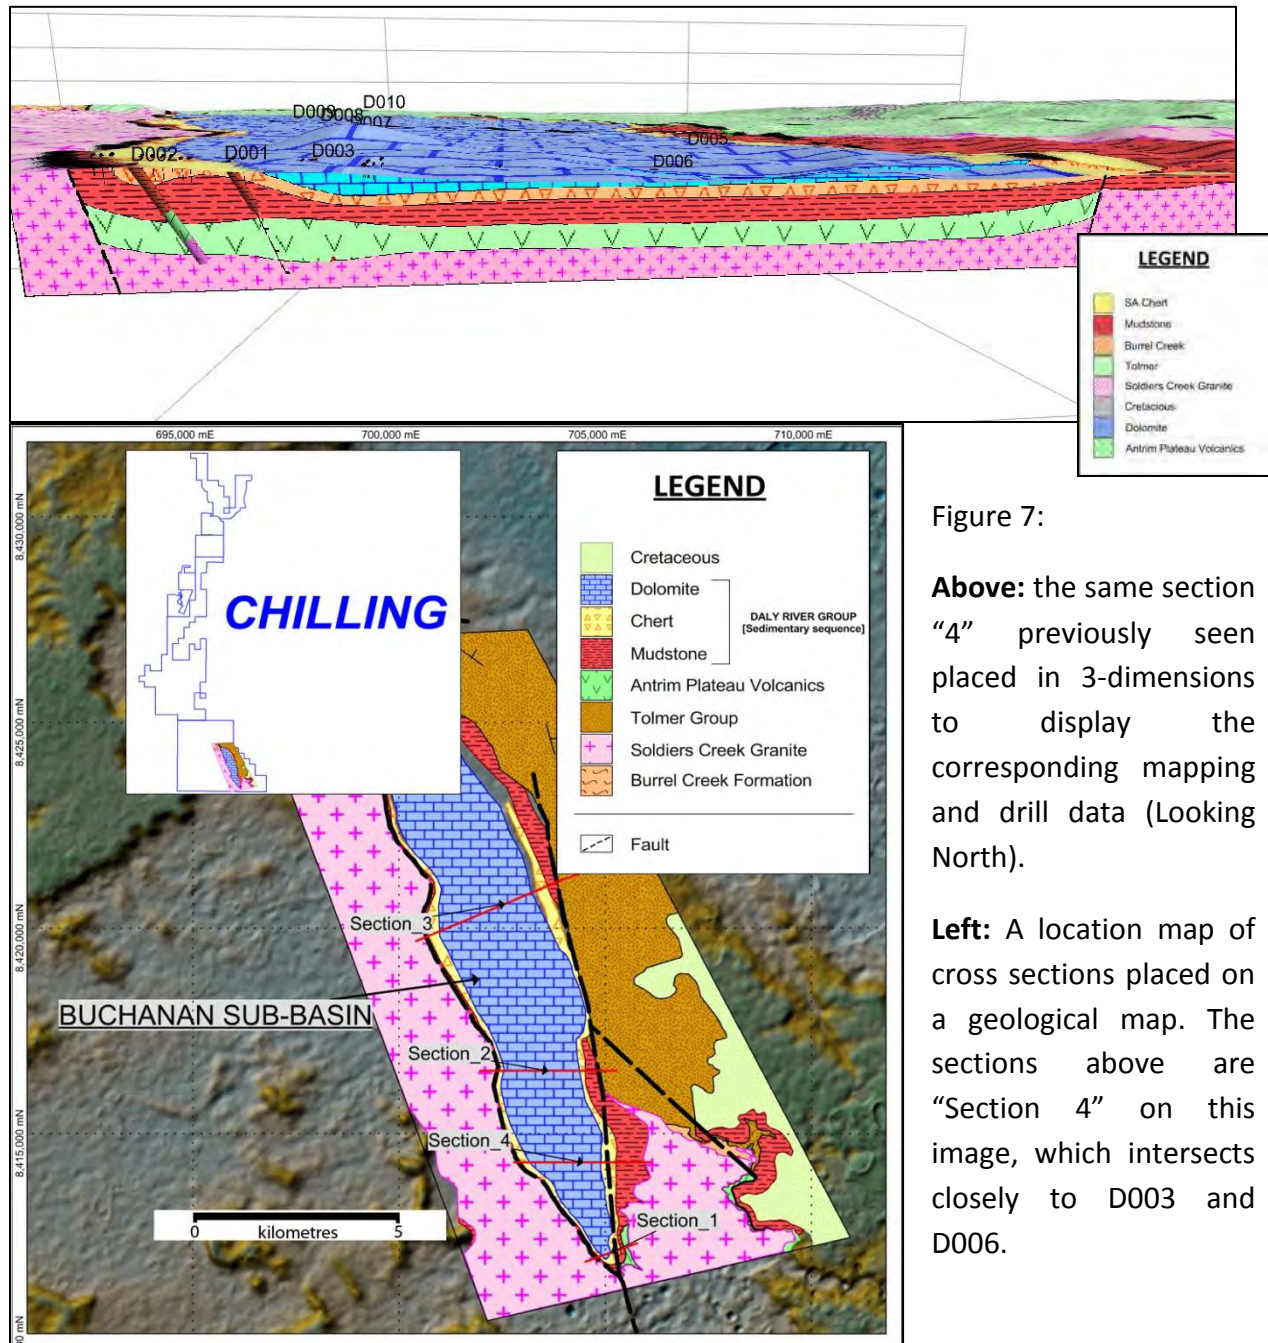 D009
D008
D010
D007
D002
D001
D003
D005
D006
LEGEND
SA Chert
Mudstone
Burrel Creek
Tolmer
Soldiers Creek Granite
Cretacious
Dolomite
Antrim Plateau Volcanics
695,000 mE
700,000 mE
705,000 mE
710,000 mE
8,430,000 mN
8,425,000 mN
8,420,000 mN
8,415,000 mN
CHILLING
LEGEND
Cretaceous
Dolomite
Chert
Mudstone
DALY RIVER GROUP
[Sedimentary sequence]
Antrim Plateau Volcanics
Tolmer Group
Soldiers Creek Granite
Burrel Creek Formation
Fault
Section_3
BUCHANAN SUB-BASIN
Section_2
Section_4
Section_1
0 5
kilometres
Figure 7:
Above: the same section
“4” previously seen
placed in 3-dimensions
to display the
corresponding mapping
and drill data (Looking
North).
Left: A location map of
cross sections placed on
a geological map. The
sections above are
“Section 4” on this
image, which intersects
closely to D003 and
D006.